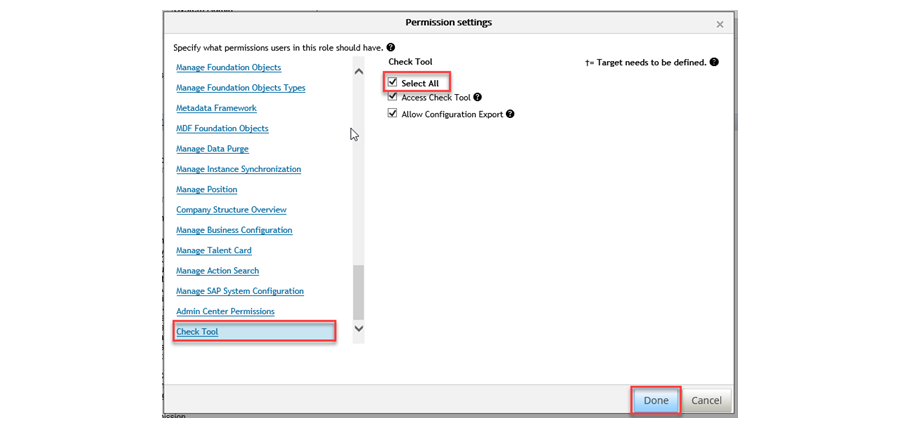 Permission settings
×
Specify what permissions users in this role should have. ?
Manage Foundation Objects
Manage Foundation Objects Types
Metadata Framework
MDF Foundation Objects
Manage Data Purge
Manage Instance Synchronization
Manage Position
Company Structure Overview
Manage Business Configuration
Manage Talent Card
Manage Action Search
Manage SAP System Configuration
Admin Center Permissions
Check Tool
Check Tool
†= Target needs to be defined. ?
Select All
Access Check Tool ?
Allow Configuration Export ?
Done
Cancel